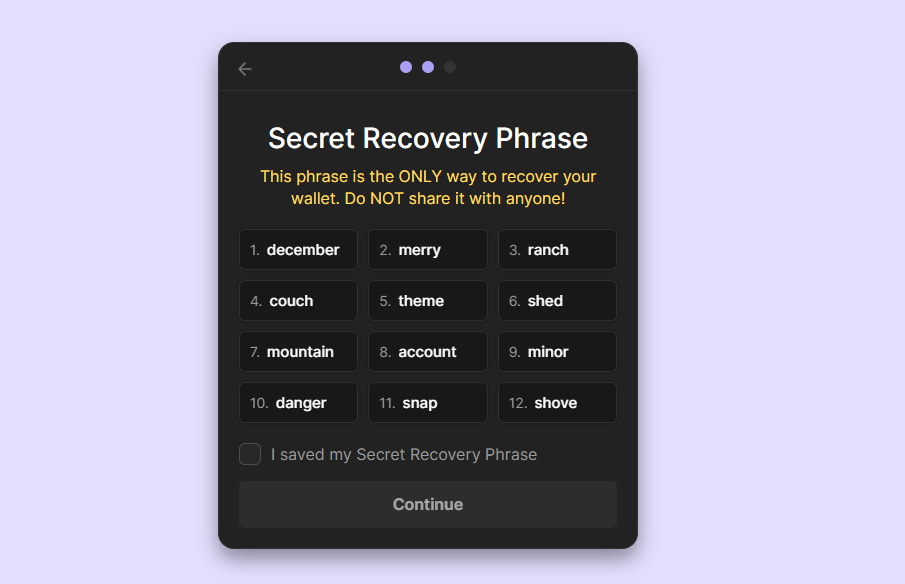 Secret Recovery Phrase
This phrase is the ONLY way to recover your
wallet. Do NOT share it with anyone!
1. december 2. merry 3. ranch
4. couch 5. theme 6. shed
7. mountain 8. account 9. minor
10. danger 11. snap 12. shove
I saved my Secret Recovery Phrase
Continue